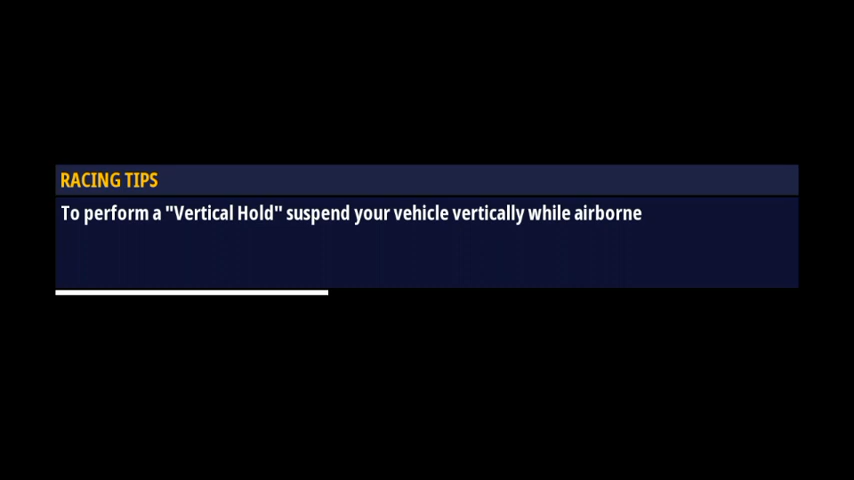 RACING TIPS
To perform a "Vertical Hold" suspend your vehicle vertically while airborne